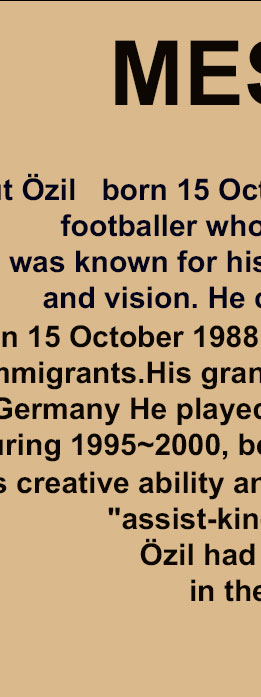 MES
t Özil born 15 Oct
footballer who
was known for his
and vision. He
n 15 October 1988
mmigrants.His gran
Germany He played
uring 1995~2000, be
s creative ability an
"assist-kin
Özil had
in the